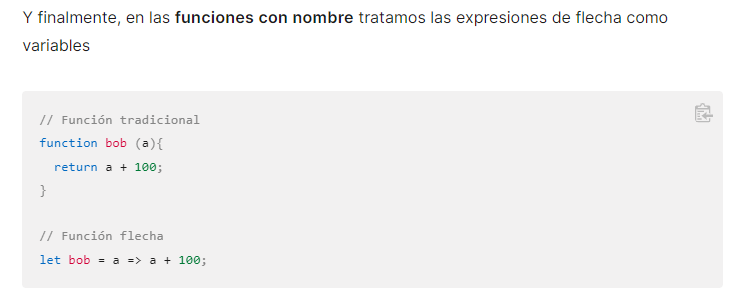 Y finalmente, en las funciones con nombre tratamos las expresiones de flecha como
variables
// Función tradicional
function bob (a){
  return a + 100;
}
// Función flecha
let bob = a => a + 100;